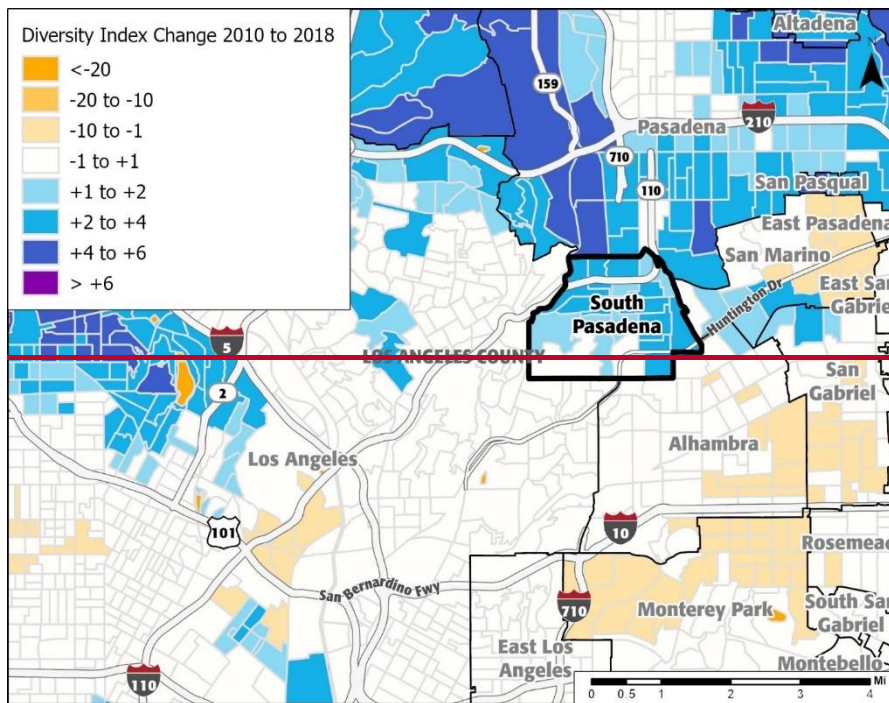 Diversity Index Change 2010 to 2018
<-20
-20 to -10
-10 to -1
-1 to +1
+1 to +2
+2 to +4
+4 to +6
> +6
Altadena
159
Pasadena
210
710
110
San Pasqual
East Pasadena
San Marino
East San
Gabriel
Huntington Dr
South
Pasadena
5
LOS ANGELES COUNTY
2
San
Gabriel
Los Angeles
Alhambra
101
10
Rosemead
San Bernardino Fwy
710
Monterey Park
South San
Gabriel
East Los
Angeles
Montebello
110
Mi
0 0.5 1 2 3 4